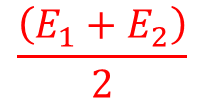 (E₁ + E₂)
2